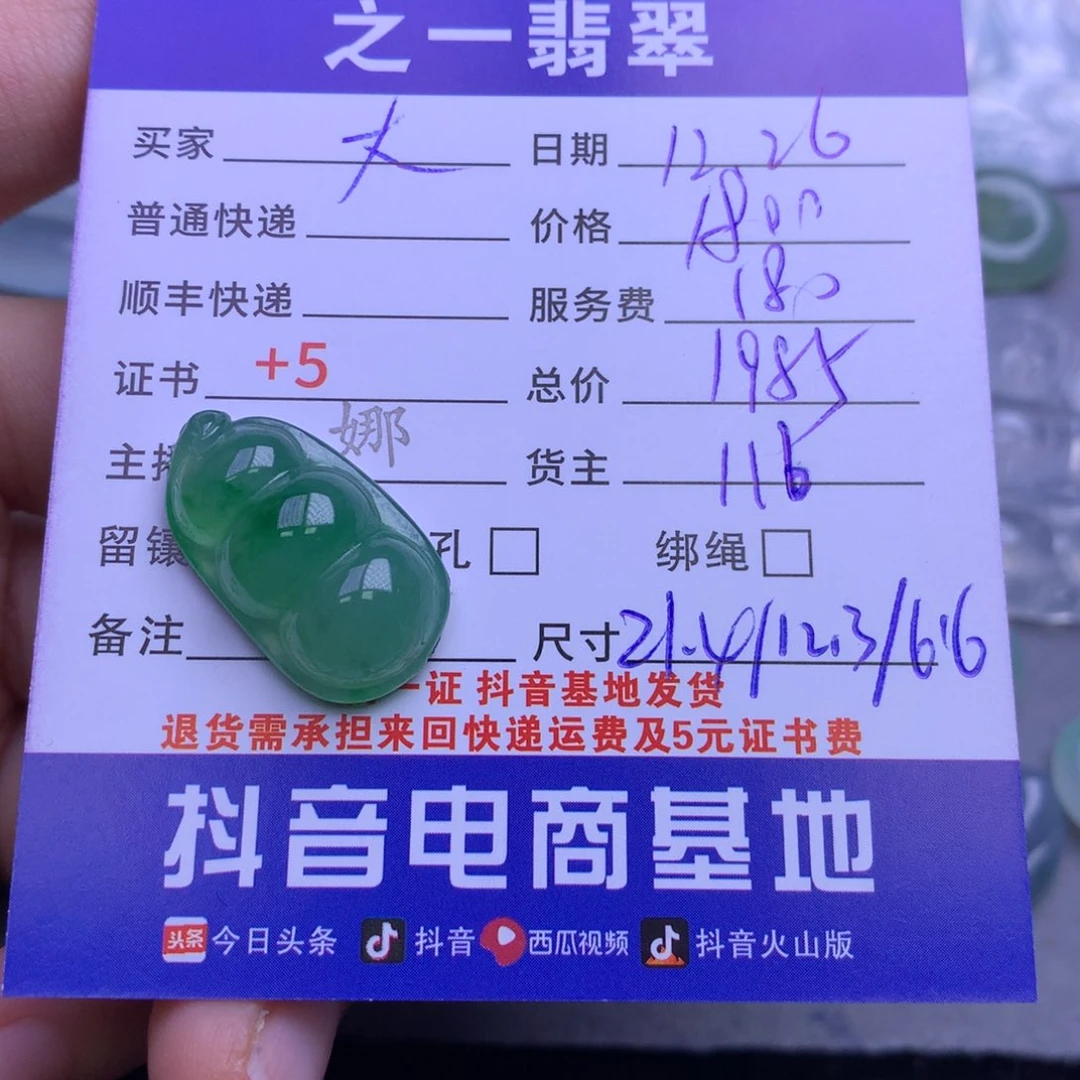 之一翡翠
买家 大 日期 12.26
普通快递 价格 1800
顺丰快递 服务费 180
证书 +5 总价 1985
主播 娜 货主 116
留镶 孔 绑绳
备注 尺寸 21.4/12.3/6.6
一证 抖音基地发货
退货需承担来回快递运费及5元证书费
抖音电商基地
头条 今日头条 抖音 西瓜视频 抖音火山版